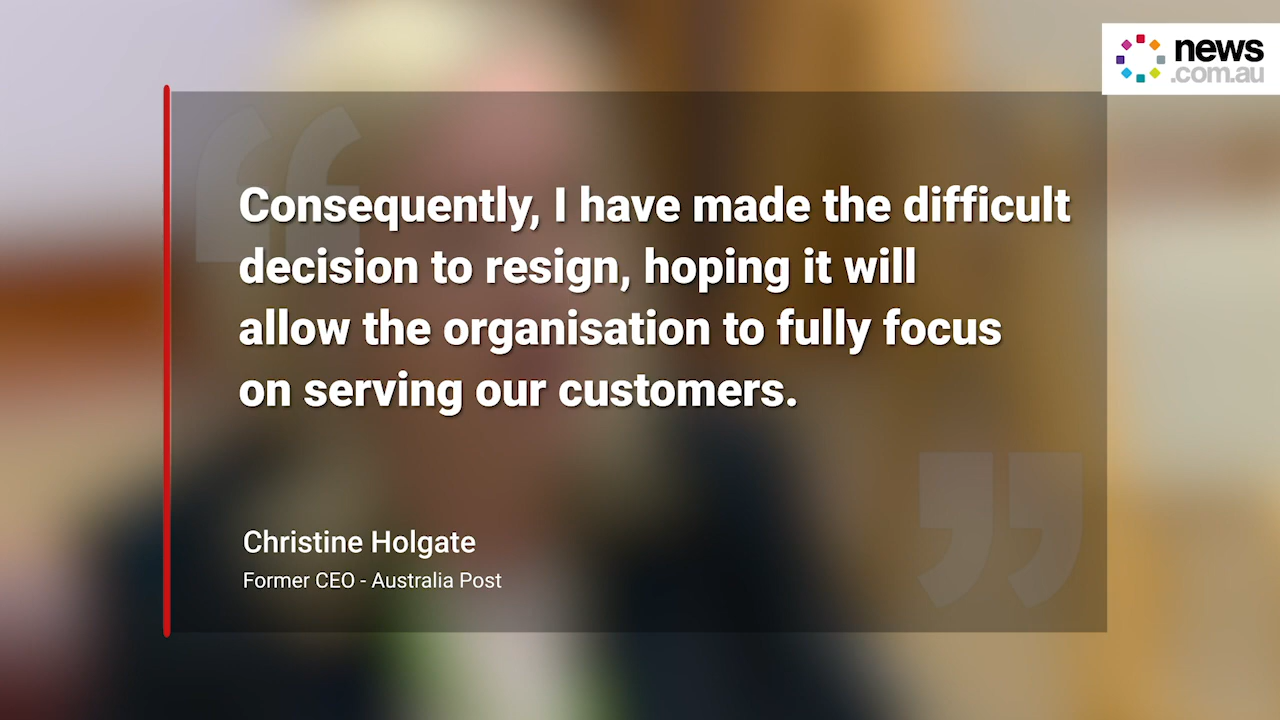 news
.com.au
Consequently, I have made the difficult
decision to resign, hoping it will
allow the organisation to fully focus
on serving our customers.
Christine Holgate
Former CEO - Australia Post